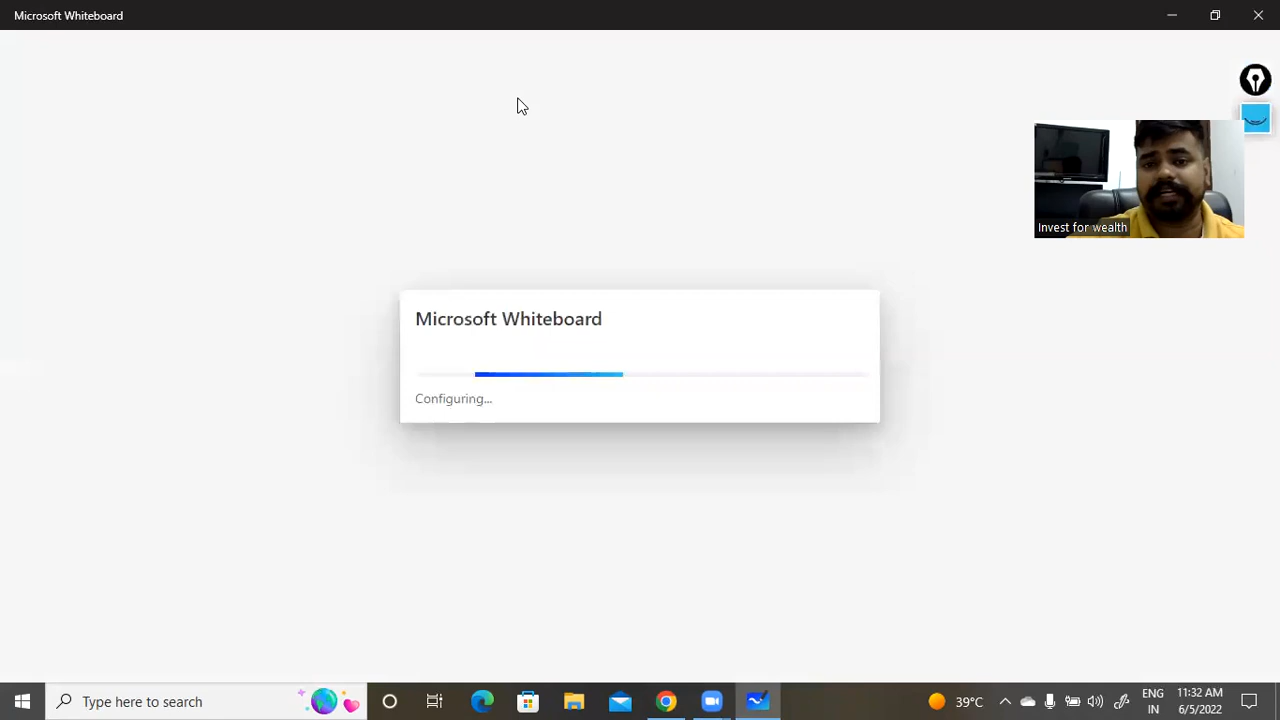 Microsoft Whiteboard
Invest for wealth
Microsoft Whiteboard
Configuring...
Type here to search
39°C
ENG
IN
11:32 AM
6/5/2022